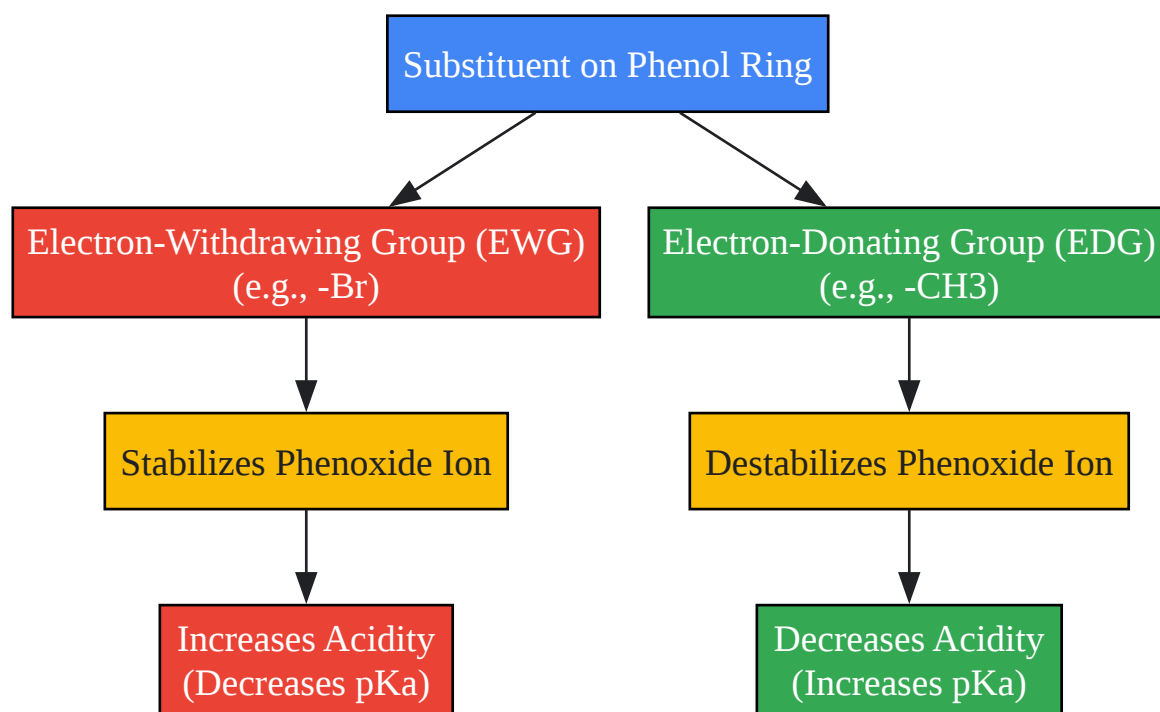 Substituent on Phenol Ring
Electron-Withdrawing Group (EWG)
(e.g., -Br)
Electron-Donating Group (EDG)
(e.g., -CH3)
Stabilizes Phenoxide Ion
Destabilizes Phenoxide Ion
Increases Acidity
(Decreases pKa)
Decreases Acidity
(Increases pKa)